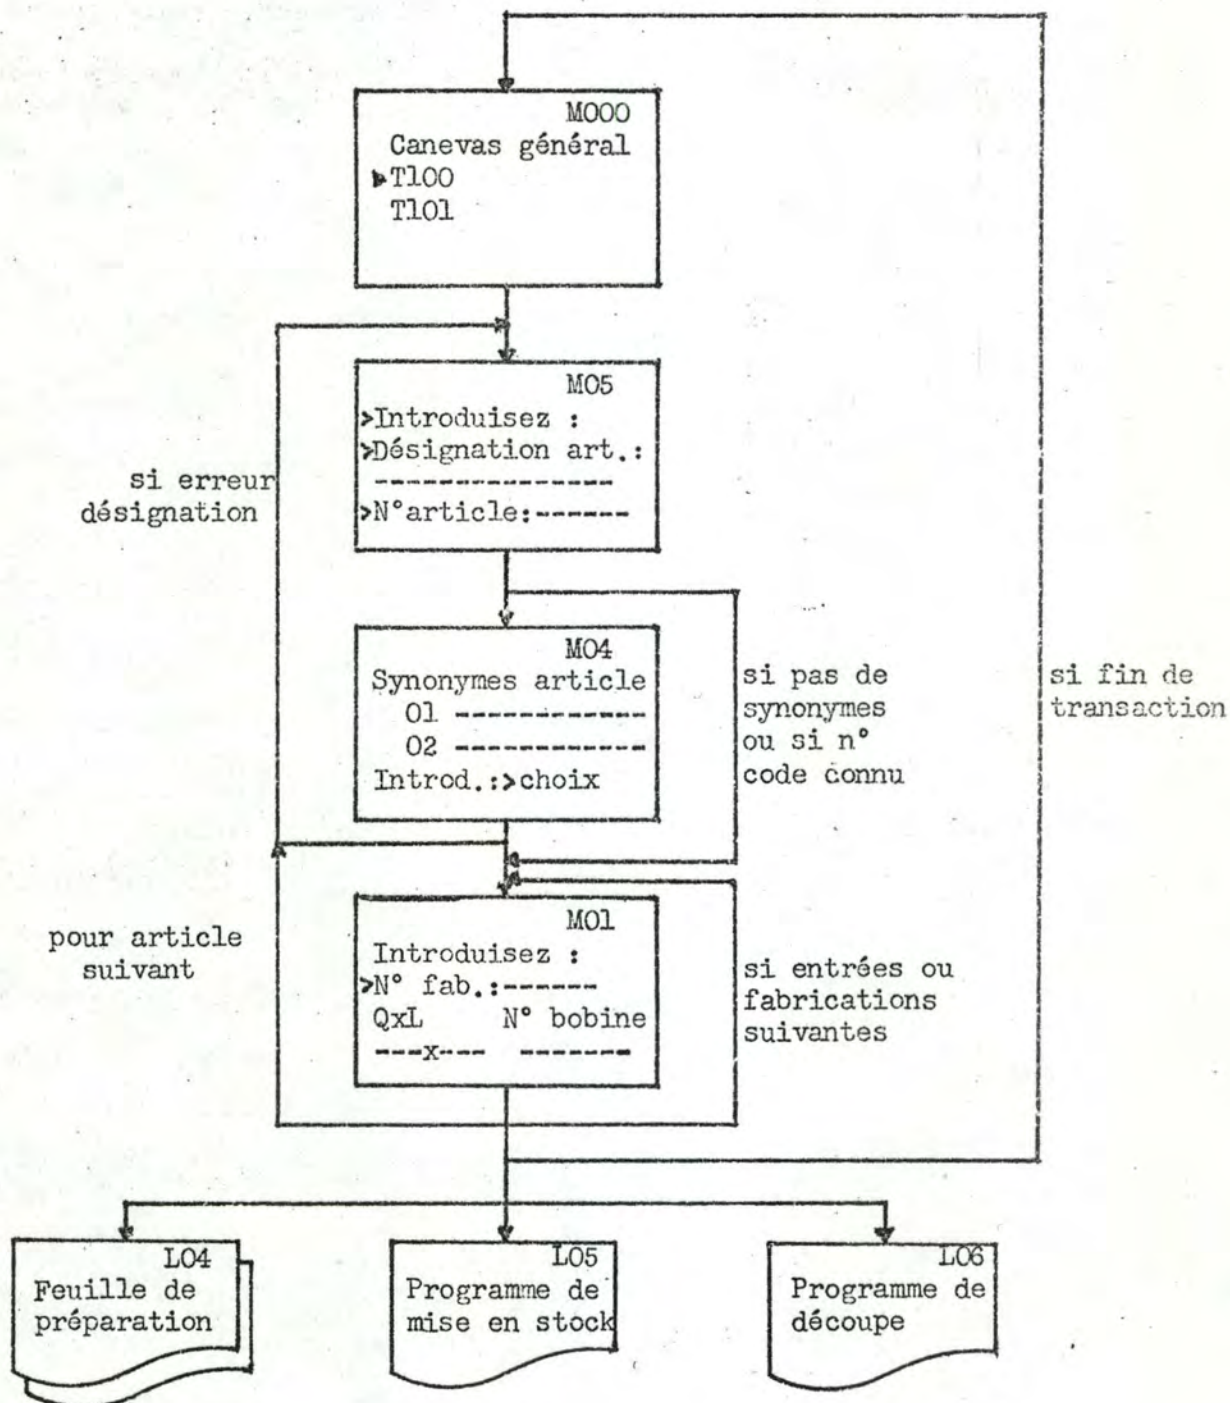 M000
Canevas général
▶T100
T101
M05
>Introduisez :
>Désignation art.:
----------------
>N°article:------
si erreur
désignation
M04
Synonymes article
01 -------------
02 -------------
Introd.:>choix
si pas de
synonymes
ou si n°
code connu
si fin de
transaction
pour article
suivant
M01
Introduisez :
>N° fab.:------
QxL N° bobine
---x--- -------
si entrées ou
fabrications
suivantes
L04
Feuille de
préparation
L05
Programme de
mise en stock
L06
Programme de
découpe